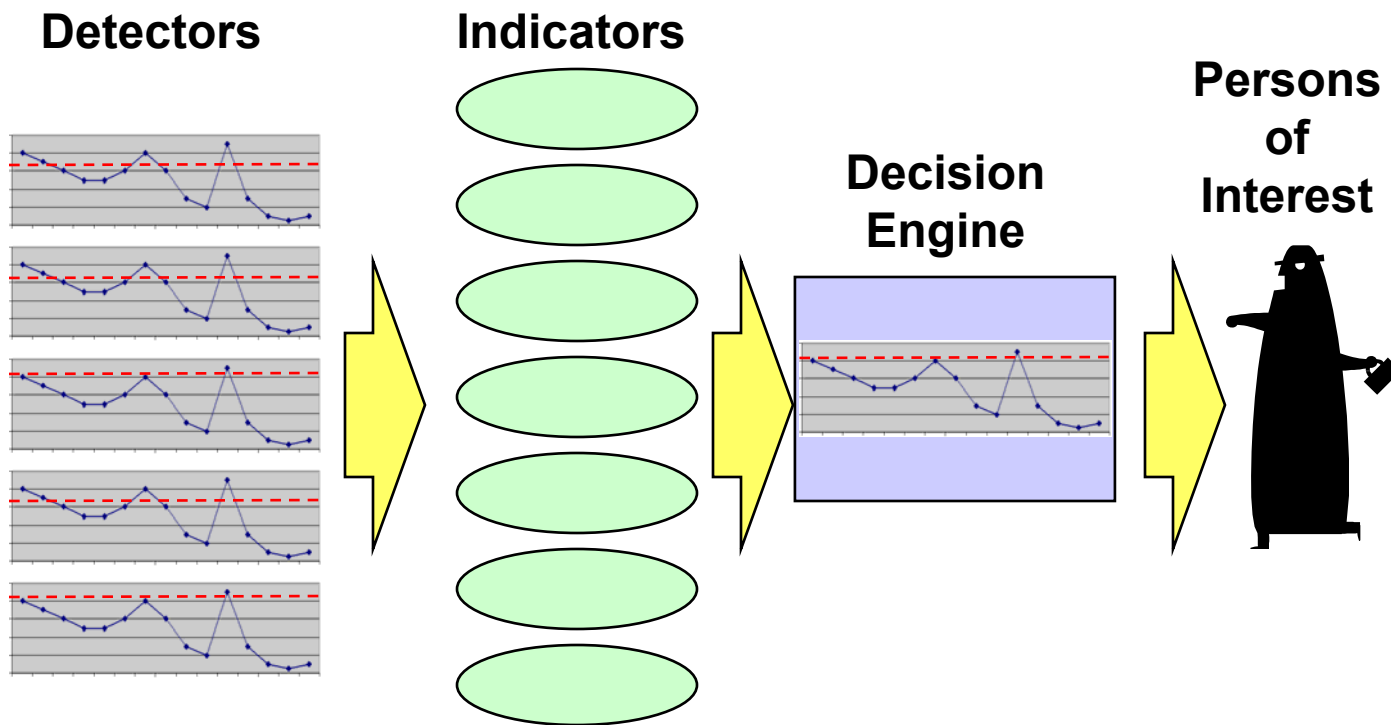 Detectors
Indicators
Decision
Engine
Persons
of
Interest